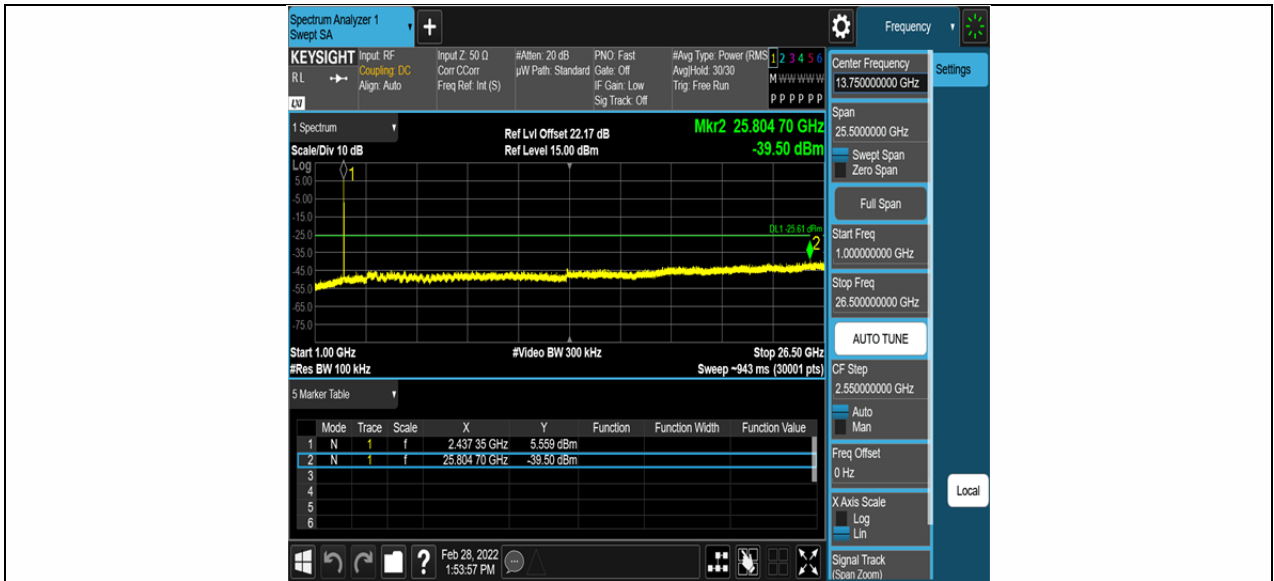 Spectrum Analyzer 1
Swept SA
Frequency
KEYSIGHT
RL
LXI
Input: RF
Coupling: DC
Align: Auto
Input Z: 50 Ω
Corr CCorr
Freq Ref: Int (S)
#Atten: 20 dB
µW Path: Standard
PNO: Fast
Gate: Off
IF Gain: Low
Sig Track: Off
#Avg Type: Power (RMS
Avg|Hold: 30/30
Trig: Free Run
1 2 3 4 5 6
M W W W W W
P P P P P P
1 Spectrum
Scale/Div 10 dB
Ref Lvl Offset 22.17 dB
Ref Level 15.00 dBm
Mkr2 25.804 70 GHz
-39.50 dBm
Log
1
5.00
-5.00
-15.0
-25.0
DL1 -25.61 dBm
2
-35.0
-45.0
-55.0
-65.0
-75.0
Start 1.00 GHz
#Video BW 300 kHz
Stop 26.50 GHz
#Res BW 100 kHz
Sweep ~943 ms (30001 pts)
5 Marker Table
Mode Trace Scale X Y Function Function Width Function Value
1 N 1 f 2.437 35 GHz 5.559 dBm
2 N 1 f 25.804 70 GHz -39.50 dBm
3
4
5
6
Feb 28, 2022
1:53:57 PM
Center Frequency
13.750000000 GHz
Settings
Span
25.5000000 GHz
Swept Span
Zero Span
Full Span
Start Freq
1.000000000 GHz
Stop Freq
26.500000000 GHz
AUTO TUNE
CF Step
2.550000000 GHz
Auto
Man
Freq Offset
0 Hz
X Axis Scale
Log
Lin
Local
Signal Track
(Span Zoom)